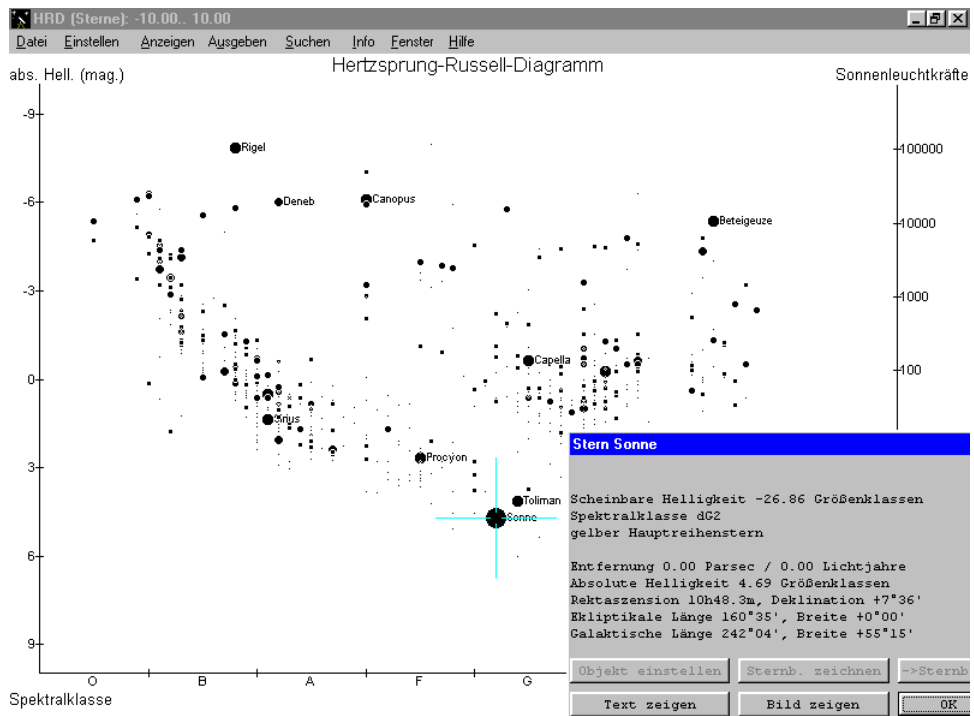 HRD (Sterne): -10.00.. 10.00
Datei Einstellen Anzeigen Ausgeben Suchen Info Fenster Hilfe
Hertzsprung-Russell-Diagramm
abs. Hell. (mag.)
Sonnenleuchtkräfte
-9
Rigel
100000
-6
Deneb
Canopus
Beteigeuze
10000
-3
1000
Capella
0
100
Sirius
3
Procyon
Toliman
Sonne
6
9
O B A F G
Spektralklasse
Stern Sonne
Scheinbare Helligkeit -26.86 Größenklassen
Spektralklasse dG2
gelber Hauptreihenstern
Entfernung 0.00 Parsec / 0.00 Lichtjahre
Absolute Helligkeit 4.69 Größenklassen
Rektaszension 10h48.3m, Deklination +7°36'
Ekliptikale Länge 160°35', Breite +0°00'
Galaktische Länge 242°04', Breite +55°15'
Objekt einstellen Sternb. zeichnen ->Sternb
Text zeigen Bild zeigen OK